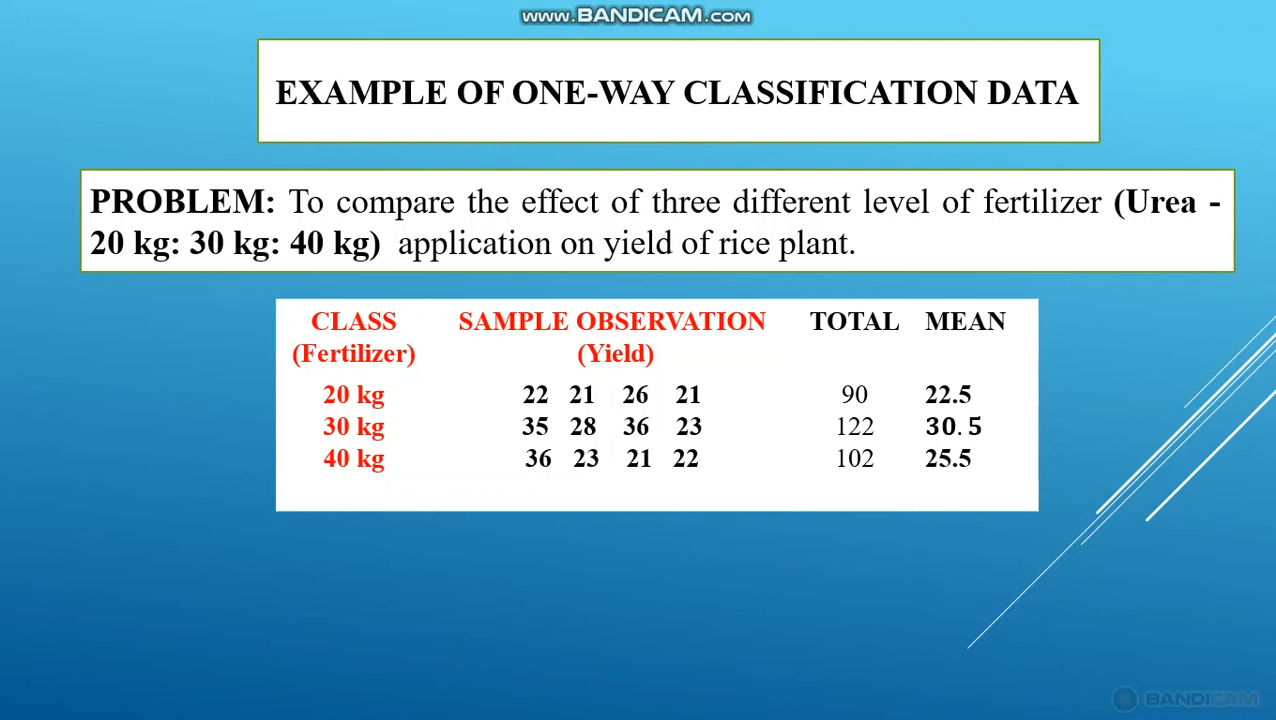 www.BANDICAM.com
EXAMPLE OF ONE-WAY CLASSIFICATION DATA
PROBLEM: To compare the effect of three different level of fertilizer (Urea -
20 kg: 30 kg: 40 kg) application on yield of rice plant.
CLASS SAMPLE OBSERVATION TOTAL MEAN
(Fertilizer) (Yield)
20 kg 22 21 26 21 90 22.5
30 kg 35 28 36 23 122 30.5
40 kg 36 23 21 22 102 25.5
BANDICAM